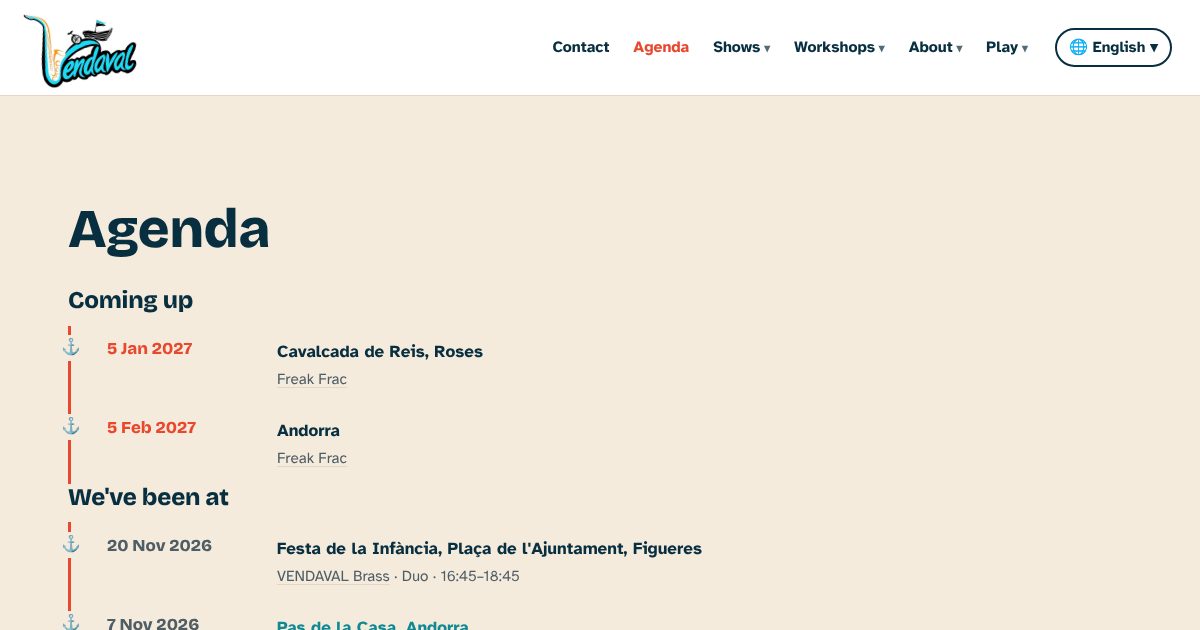 Vendaval
Contact Agenda Shows ▾ Workshops ▾ About ▾ Play ▾ 🌐 English ▾
Agenda
Coming up
5 Jan 2027
Cavalcada de Reis, Roses
Freak Frac
5 Feb 2027
Andorra
Freak Frac
We've been at
20 Nov 2026
Festa de la Infància, Plaça de l'Ajuntament, Figueres
VENDAVAL Brass · Duo · 16:45–18:45
7 Nov 2026
Pas de la Casa, Andorra